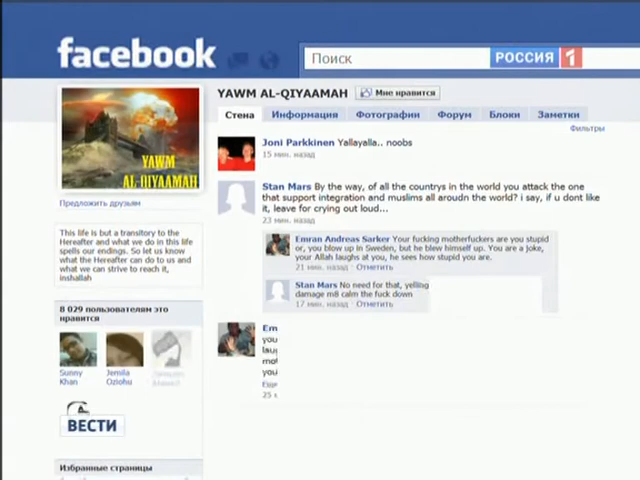 facebook
Поиск
РОССИЯ 1
YAWM AL-QIYAAMAH
Мне нравится
Стена Информация Фотографии Форум Блоки Заметки
Фильтры
YAWM
AL-QIYAAMAH
Предложить друзьям
This life is but a transitory to the
Hereafter and what we do in this life
spells our endings. So let us know
what the Hereafter can do to us and
what we can strive to reach it,
inshallah
8 029 пользователям это
нравится
Sunny
Khan
Jemila
Oziohu
ВЕСТИ
Избранные страницы
Joni Parkkinen Yallayalla.. noobs
15 мин. назад
Stan Mars By the way, of all the countrys in the world you attack the one
that support integration and muslims all aroudn the world? i say, if u dont like
it, leave for crying out loud...
23 мин. назад
Emran Andreas Sarker Your fucking motherfuckers are you stupid
or, you blow up in Sweden, but he blew himself up. You are a joke,
your Allah laughs at you, he sees how stupid you are.
21 мин. назад · Отметить
Stan Mars No need for that, yelling
damage m8 calm the fuck down
17 мин. назад · Отметить
Em
you
lau
mot
you
Еще
25